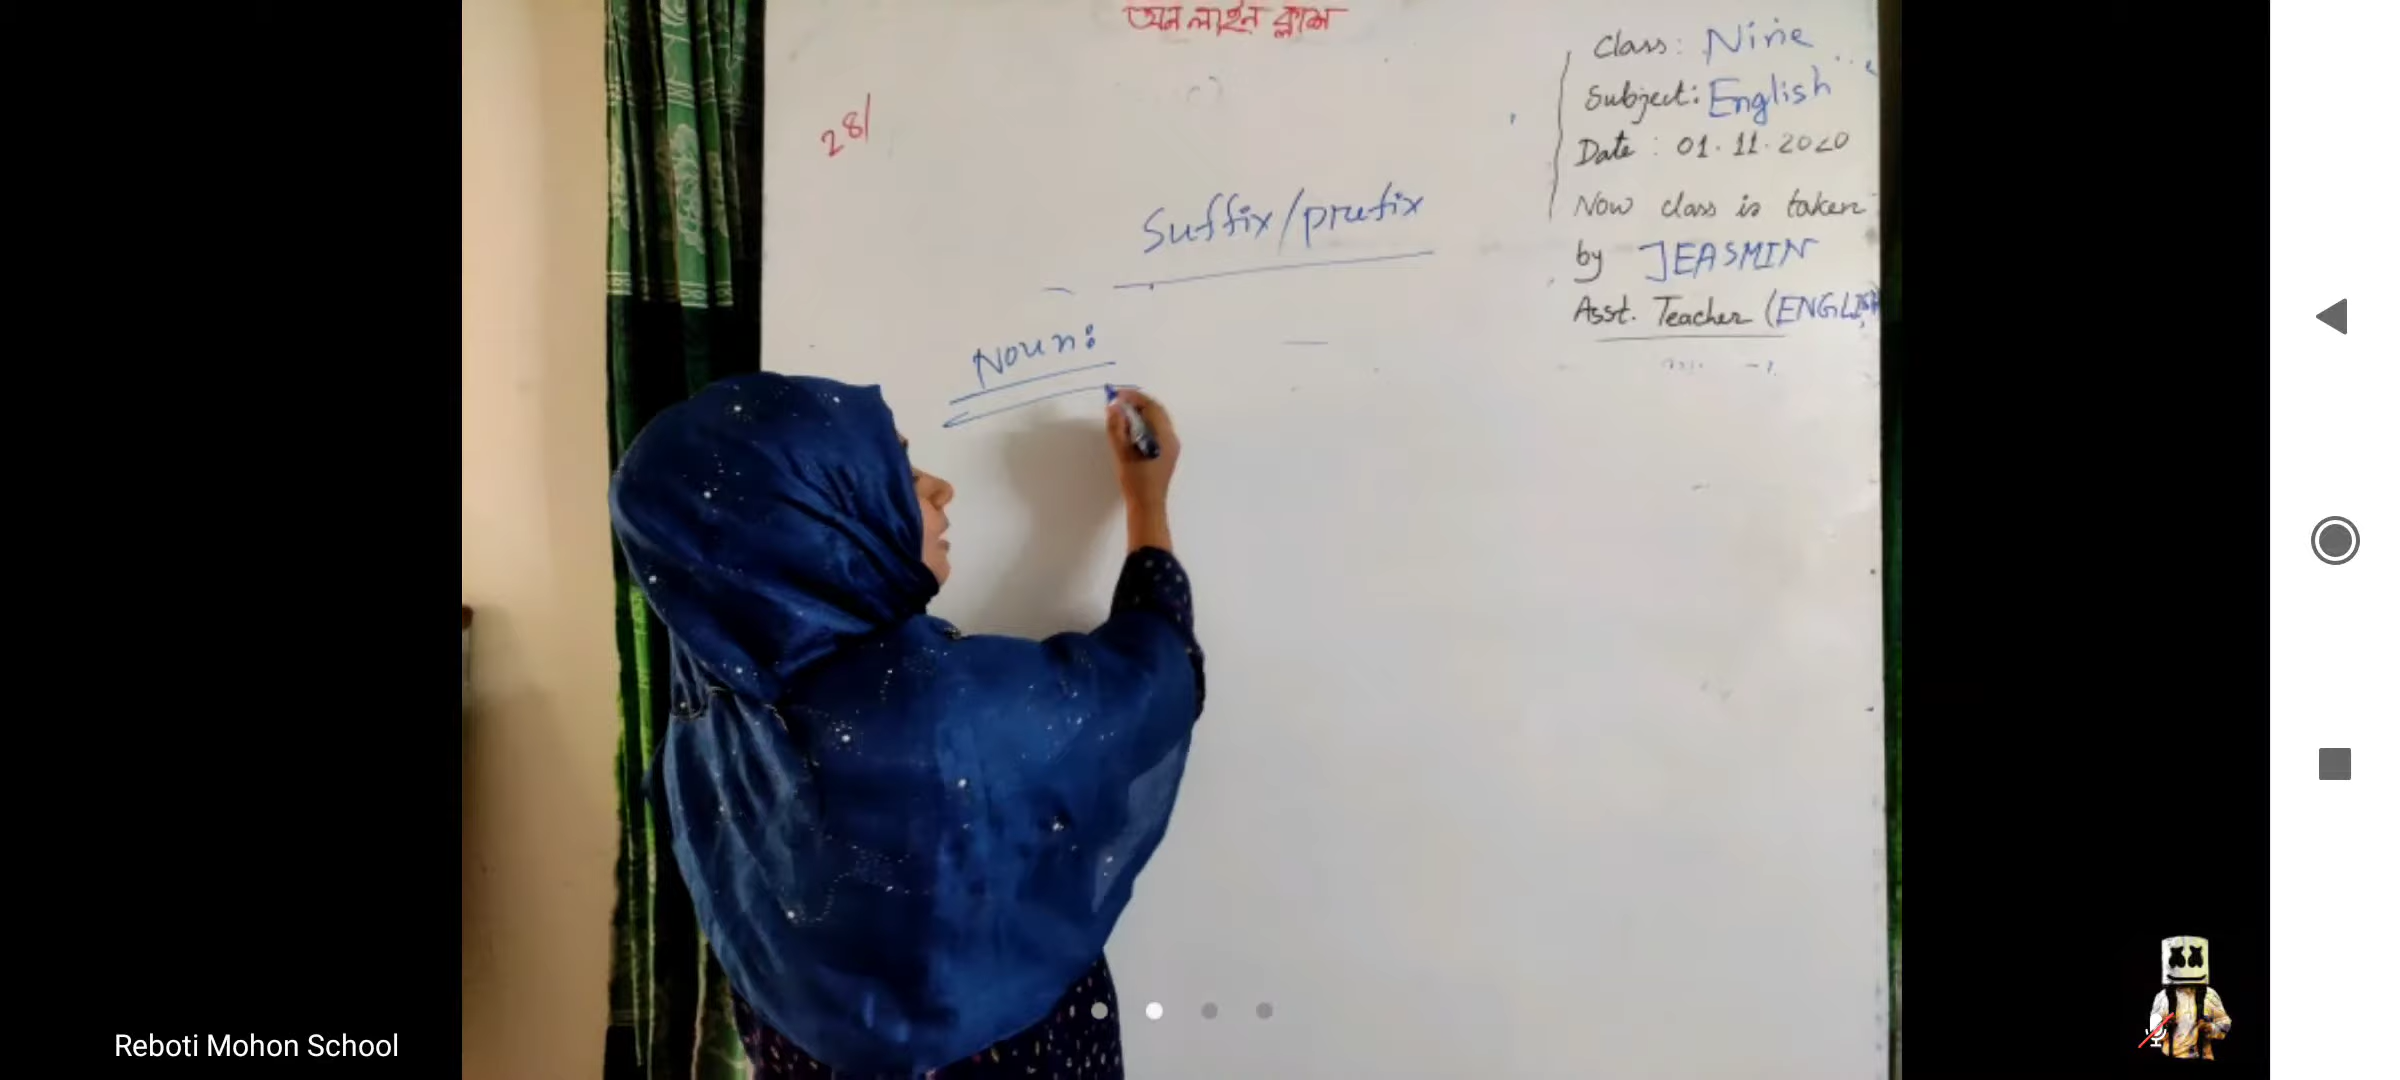 অনলাইন ক্লাস
28/
Class: Nine
Subject: English
Date: 01.11.2020
Now class is taken
by JEASMIN
Asst. Teacher (ENGLISH
Suffix/prefix
Noun:
Reboti Mohon School